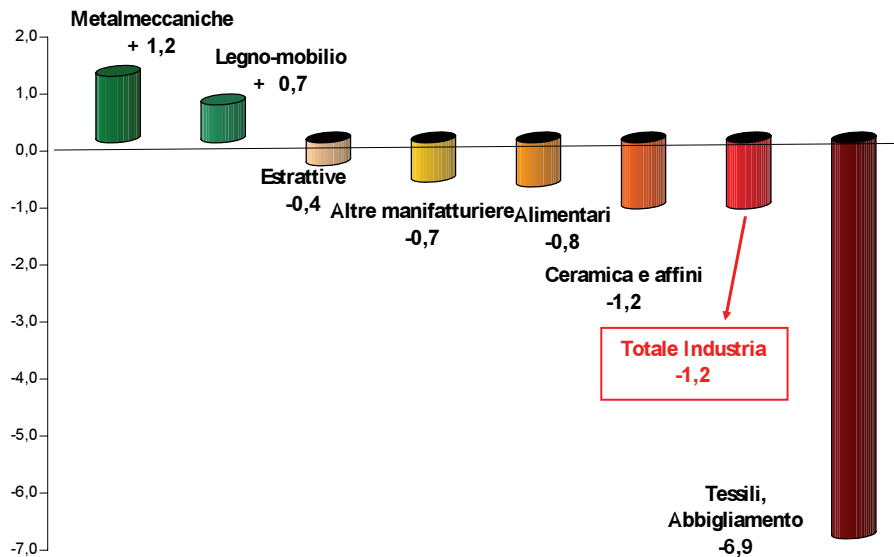 Metalmeccaniche
+ 1,2
Legno-mobilio
+ 0,7
2,0
1,0
0,0
-1,0
-2,0
-3,0
-4,0
-5,0
-6,0
-7,0
Estrattive
-0,4
Altre manifatturiere
-0,7
Alimentari
-0,8
Ceramica e affini
-1,2
Totale Industria
-1,2
Tessili,
Abbigliamento
-6,9